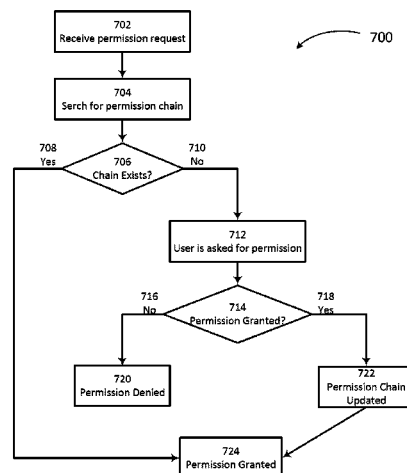 702
Receive permission request
700
704
Serch for permission chain
708
Yes
710
No
706
Chain Exists?
712
User is asked for permission
716
No
714
Permission Granted?
718
Yes
720
Permission Denied
722
Permission Chain
Updated
724
Permission Granted